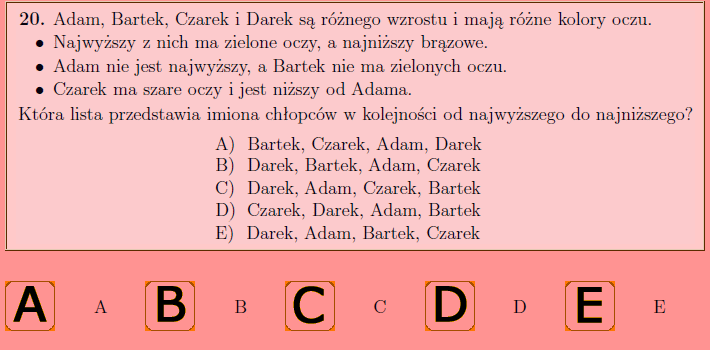 20. Adam, Bartek, Czarek i Darek są różnego wzrostu i mają różne kolory oczu.
• Najwyższy z nich ma zielone oczy, a najniższy brązowe.
• Adam nie jest najwyższy, a Bartek nie ma zielonych oczu.
• Czarek ma szare oczy i jest niższy od Adama.
Która lista przedstawia imiona chłopców w kolejności od najwyższego do najniższego?
A) Bartek, Czarek, Adam, Darek
B) Darek, Bartek, Adam, Czarek
C) Darek, Adam, Czarek, Bartek
D) Czarek, Darek, Adam, Bartek
E) Darek, Adam, Bartek, Czarek
A A B B C C D D E E